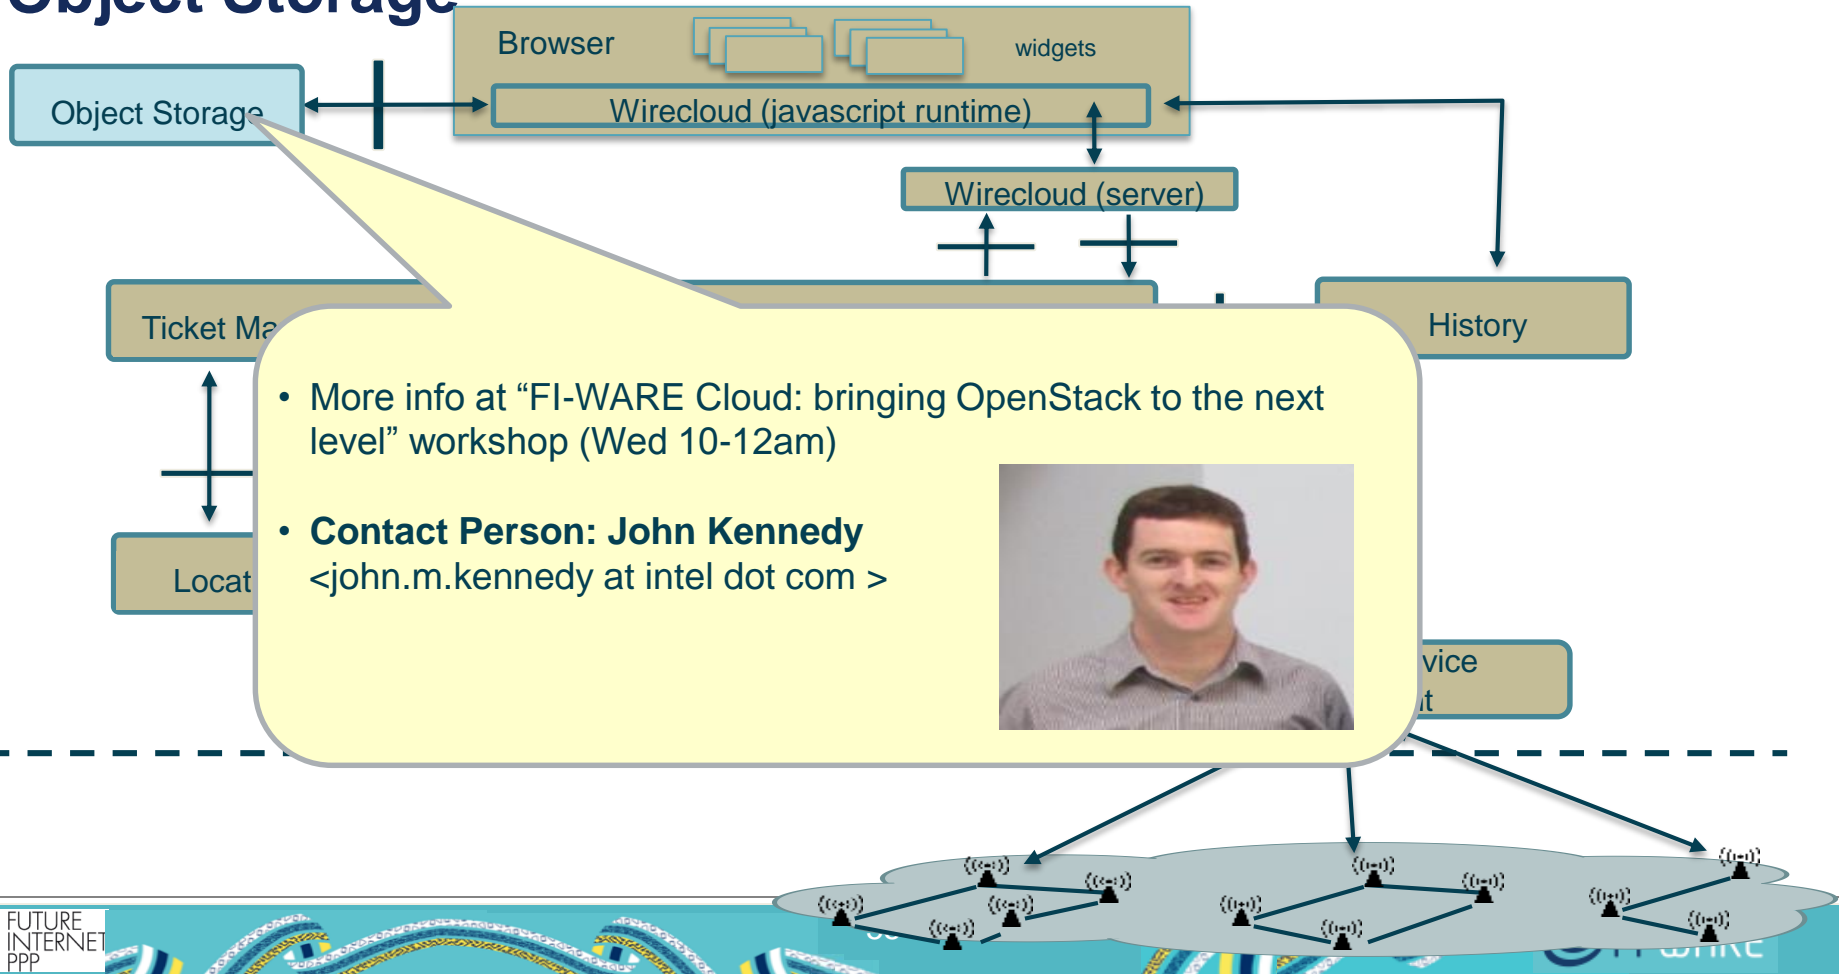 Object Storage
Browser
widgets
Object Storage
Wirecloud (javascript runtime)
Wirecloud (server)
Ticket Ma
History
• More info at “FI-WARE Cloud: bringing OpenStack to the next
level” workshop (Wed 10-12am)
• Contact Person: John Kennedy
<john.m.kennedy at intel dot com >
Locat
vice
t
FUTURE
INTERNET
PPP